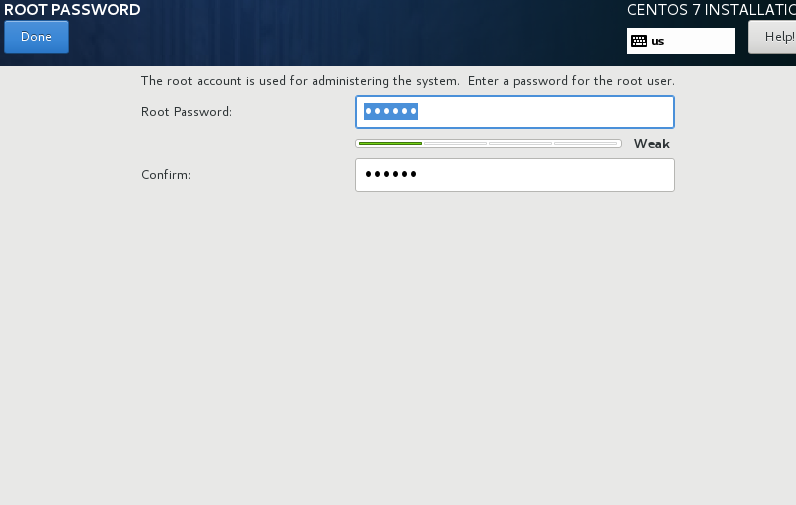 ROOT PASSWORD
CENTOS 7 INSTALLATIO
Done
us
Help!
The root account is used for administering the system.  Enter a password for the root user.
Root Password:
••••••
Weak
Confirm:
••••••